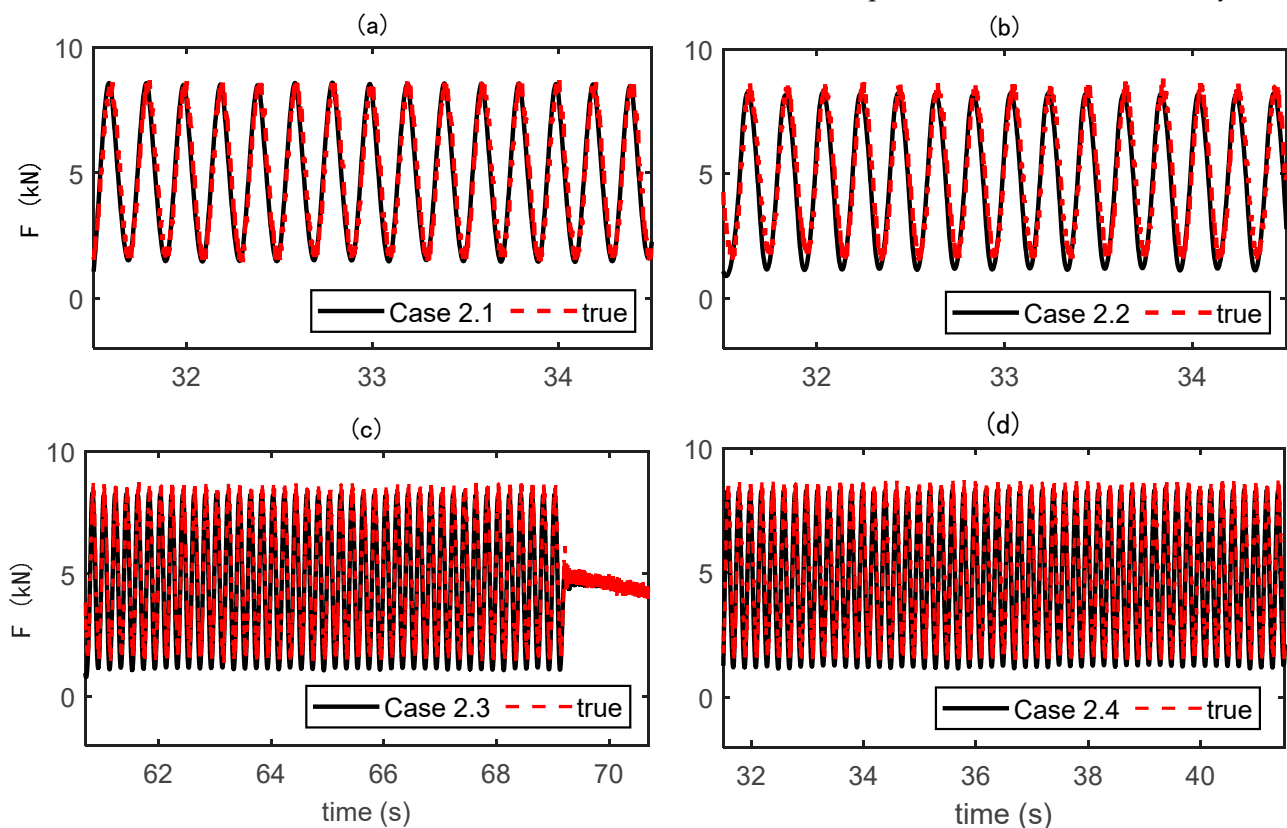 (a)
(b)
10
5
0
F (kN)
Case 2.1 true
32 33 34
10
5
0
Case 2.2 true
32 33 34
(c)
(d)
10
5
0
F (kN)
Case 2.3 true
62 64 66 68 70
time (s)
10
5
0
Case 2.4 true
32 34 36 38 40
time (s)